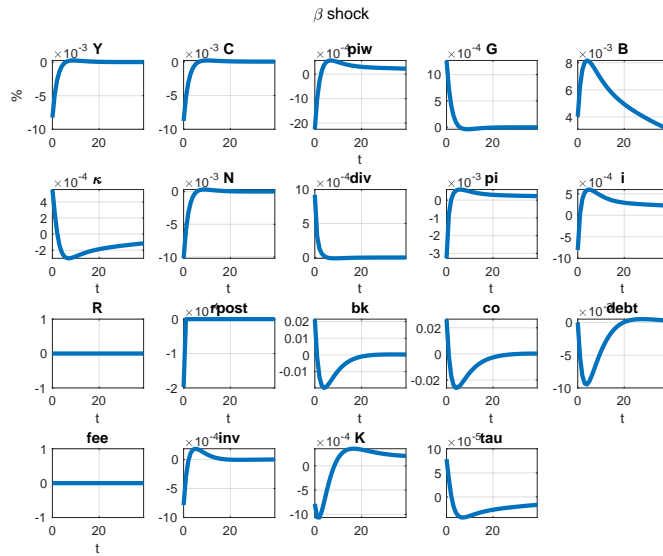 β shock
×10⁻³ Y ×10⁻³ C ×10⁻⁴ piw ×10⁻⁴ G ×10⁻³ B
%
0 0 0 10 8
-5 -5 -10 5 6
-10 -10 -20 0 4
0 20 0 20 0 20 0 20 0 20
t
×10⁻⁴ κ ×10⁻³ N ×10⁻⁴ div ×10⁻³ pi ×10⁻⁴ i
4 0 10 0 5
2 -5 5 -1 0
0 -10 0 -2 -5
-2 -3
0 20 0 20 0 20 0 20 0 20
t t t t t
R rpost bk co debt
1 0 0.02 0.02 0
0 -1 0.01 0 -5
-1 -2 0 -0.02 -10
-0.01
0 20 0 20 0 20 0 20 0 20
t t t t t
fee ×10⁻⁴ inv ×10⁻⁴ K ×10⁻⁵ tau
1 0 0 5
0 -5 -5 0
-1 -10 -10
0 20 0 20 0 20 0 20
t t t t